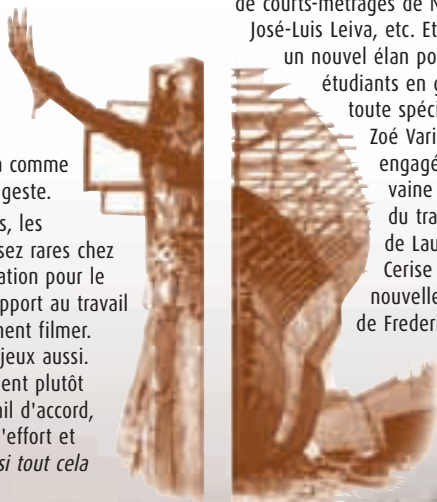 comme
geste.
s, les
sez rares chez
ation pour le
pport au travail
nent filmer.
jeux aussi.
ent plutôt
ail d'accord,
l'effort et
si tout cela
de courts-métrages de
José-Luis Leiva, etc. Et
un nouvel élan po
étudiants en g
toute spéci
Zoé Vari
engagé
vaine
du tra
de Lau
Cerise
nouvelle
de Frederi